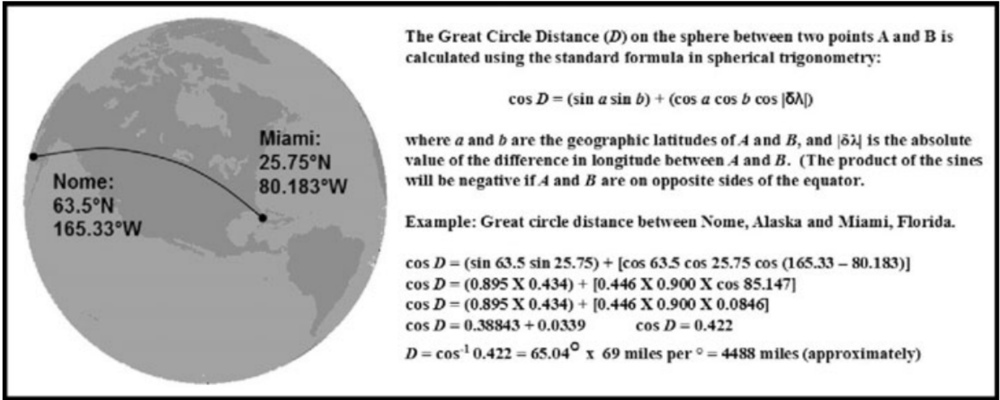 The Great Circle Distance (D) on the sphere between two points A and B is
calculated using the standard formula in spherical trigonometry:
cos D = (sin a sin b) + (cos a cos b cos |δλ|)
where a and b are the geographic latitudes of A and B, and |δλ| is the absolute
value of the difference in longitude between A and B. (The product of the sines
will be negative if A and B are on opposite sides of the equator.
Example: Great circle distance between Nome, Alaska and Miami, Florida.
cos D = (sin 63.5 sin 25.75) + [cos 63.5 cos 25.75 cos (165.33 – 80.183)]
cos D = (0.895 X 0.434) + [0.446 X 0.900 X cos 85.147]
cos D = (0.895 X 0.434) + [0.446 X 0.900 X 0.0846]
cos D = 0.38843 + 0.0339 cos D = 0.422
D = cos⁻¹ 0.422 = 65.04° x 69 miles per ° = 4488 miles (approximately)
Miami:
25.75°N
80.183°W
Nome:
63.5°N
165.33°W